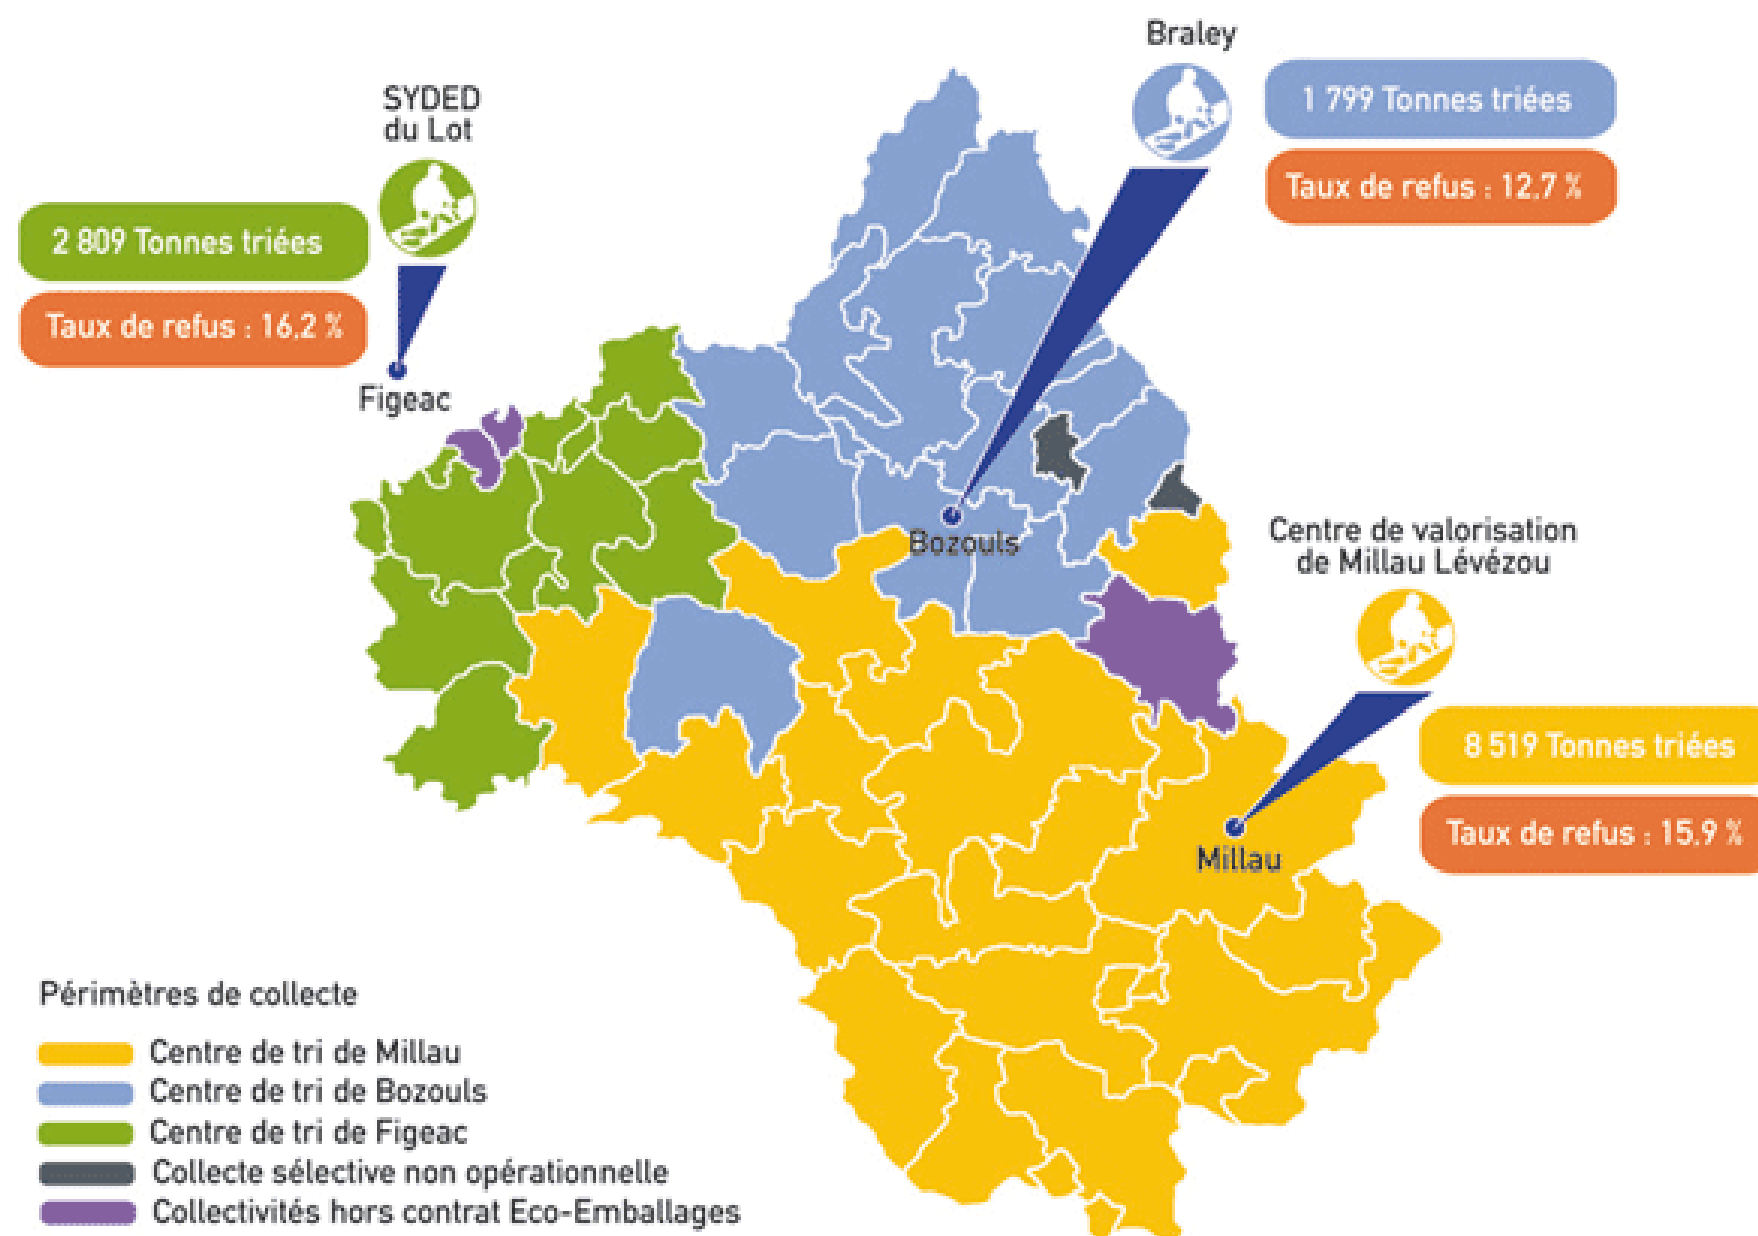 Braley
1 799 Tonnes triées
Taux de refus : 12,7 %
SYDED
du Lot
2 809 Tonnes triées
Taux de refus : 16,2 %
Figeac
Bozouls
Centre de valorisation
de Millau Lévézou
8 519 Tonnes triées
Taux de refus : 15,9 %
Millau
Périmètres de collecte
Centre de tri de Millau
Centre de tri de Bozouls
Centre de tri de Figeac
Collecte sélective non opérationnelle
Collectivités hors contrat Eco-Emballages